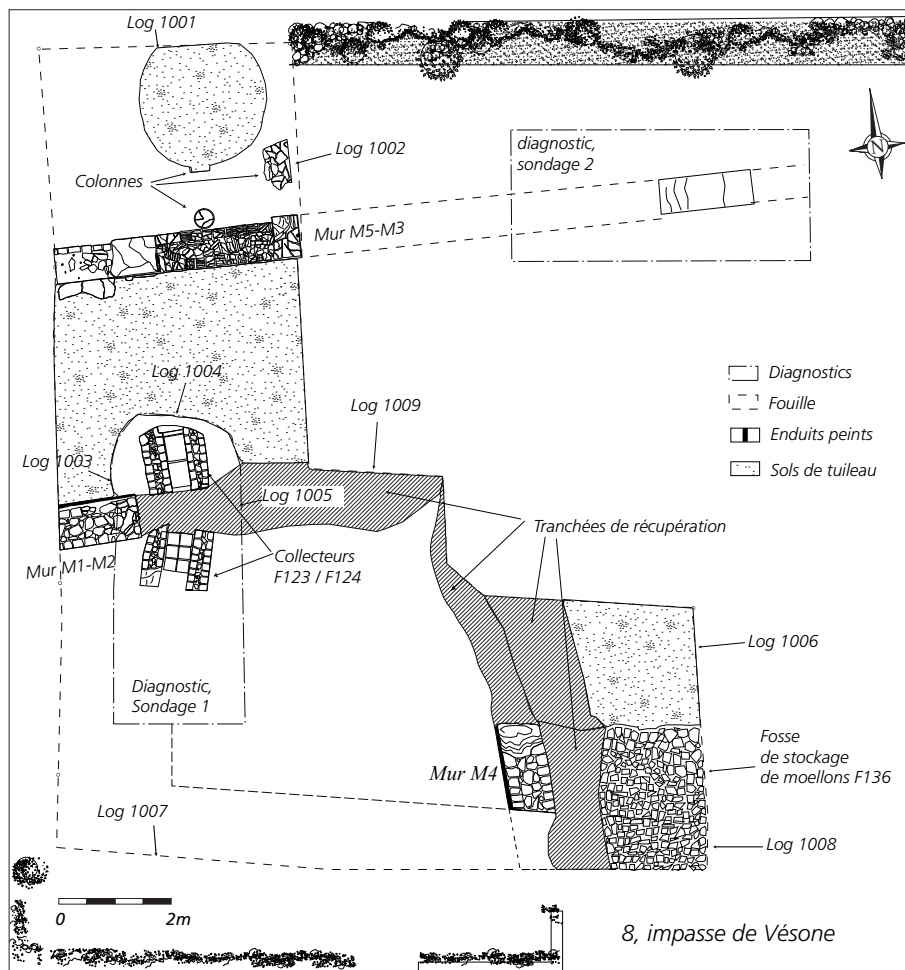 Log 1001
diagnostic,
sondage 2
N
Log 1002
Colonnes
Mur M5-M3
Log 1004
Diagnostics
Log 1009
Fouille
Enduits peints
Log 1003
Sols de tuileau
Log 1005
Tranchées de récupération
Collecteurs
F123 / F124
Mur M1-M2
Log 1006
Diagnostic,
Sondage 1
Fosse
de stockage
de moellons F136
Mur M4
Log 1007
Log 1008
0 2m
8, impasse de Vésone